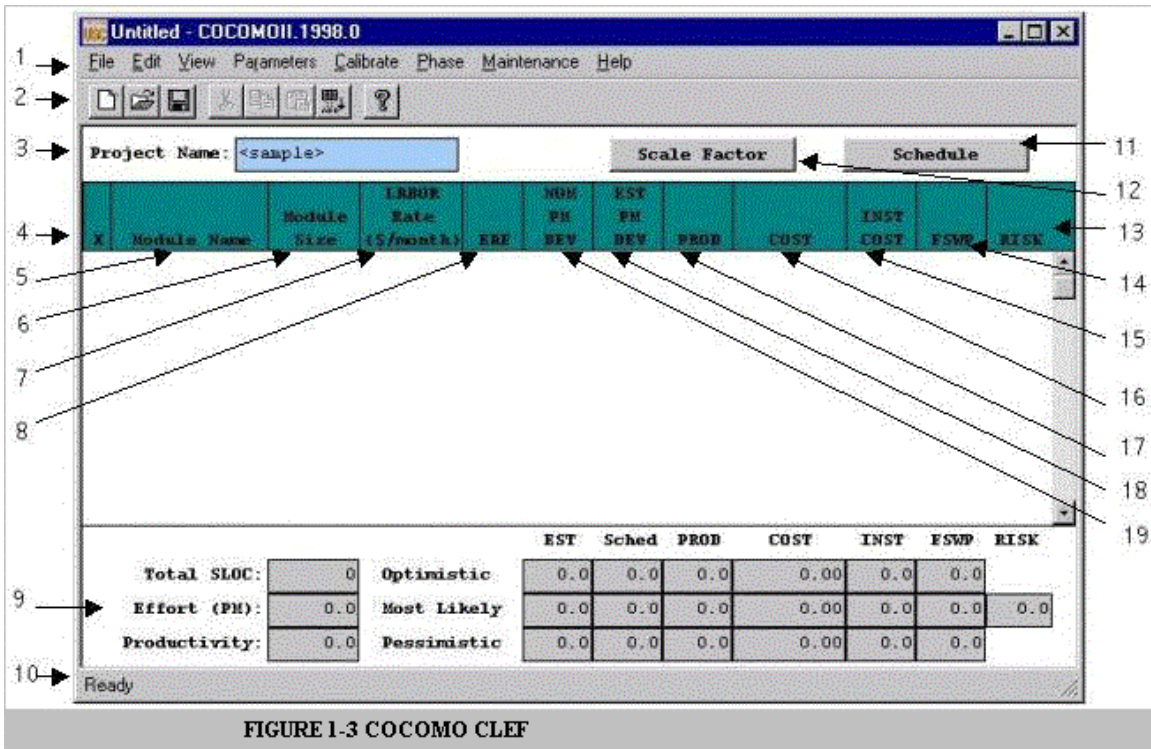 Untitled - COCOMOII.1998.0
File Edit View Parameters Calibrate Phase Maintenance Help
1
2
3
Project Name: <sample>
Scale Factor
Schedule
11
12
4
X
Module Name
Module Size
LABOR Rate ($/month)
EAF
NOM PM DEV
EST PM DEV
PROD
COST
INST COST
FSWP
RISK
13
5
14
6
15
7
16
8
17
18
19
EST Sched PROD COST INST FSWP RISK
Total SLOC: 0 Optimistic 0.0 0.0 0.0 0.00 0.0 0.0
9
Effort (PM): 0.0 Most Likely 0.0 0.0 0.0 0.00 0.0 0.0 0.0
Productivity: 0.0 Pessimistic 0.0 0.0 0.0 0.00 0.0 0.0
10
Ready
FIGURE 1-3 COCOMO CLEF